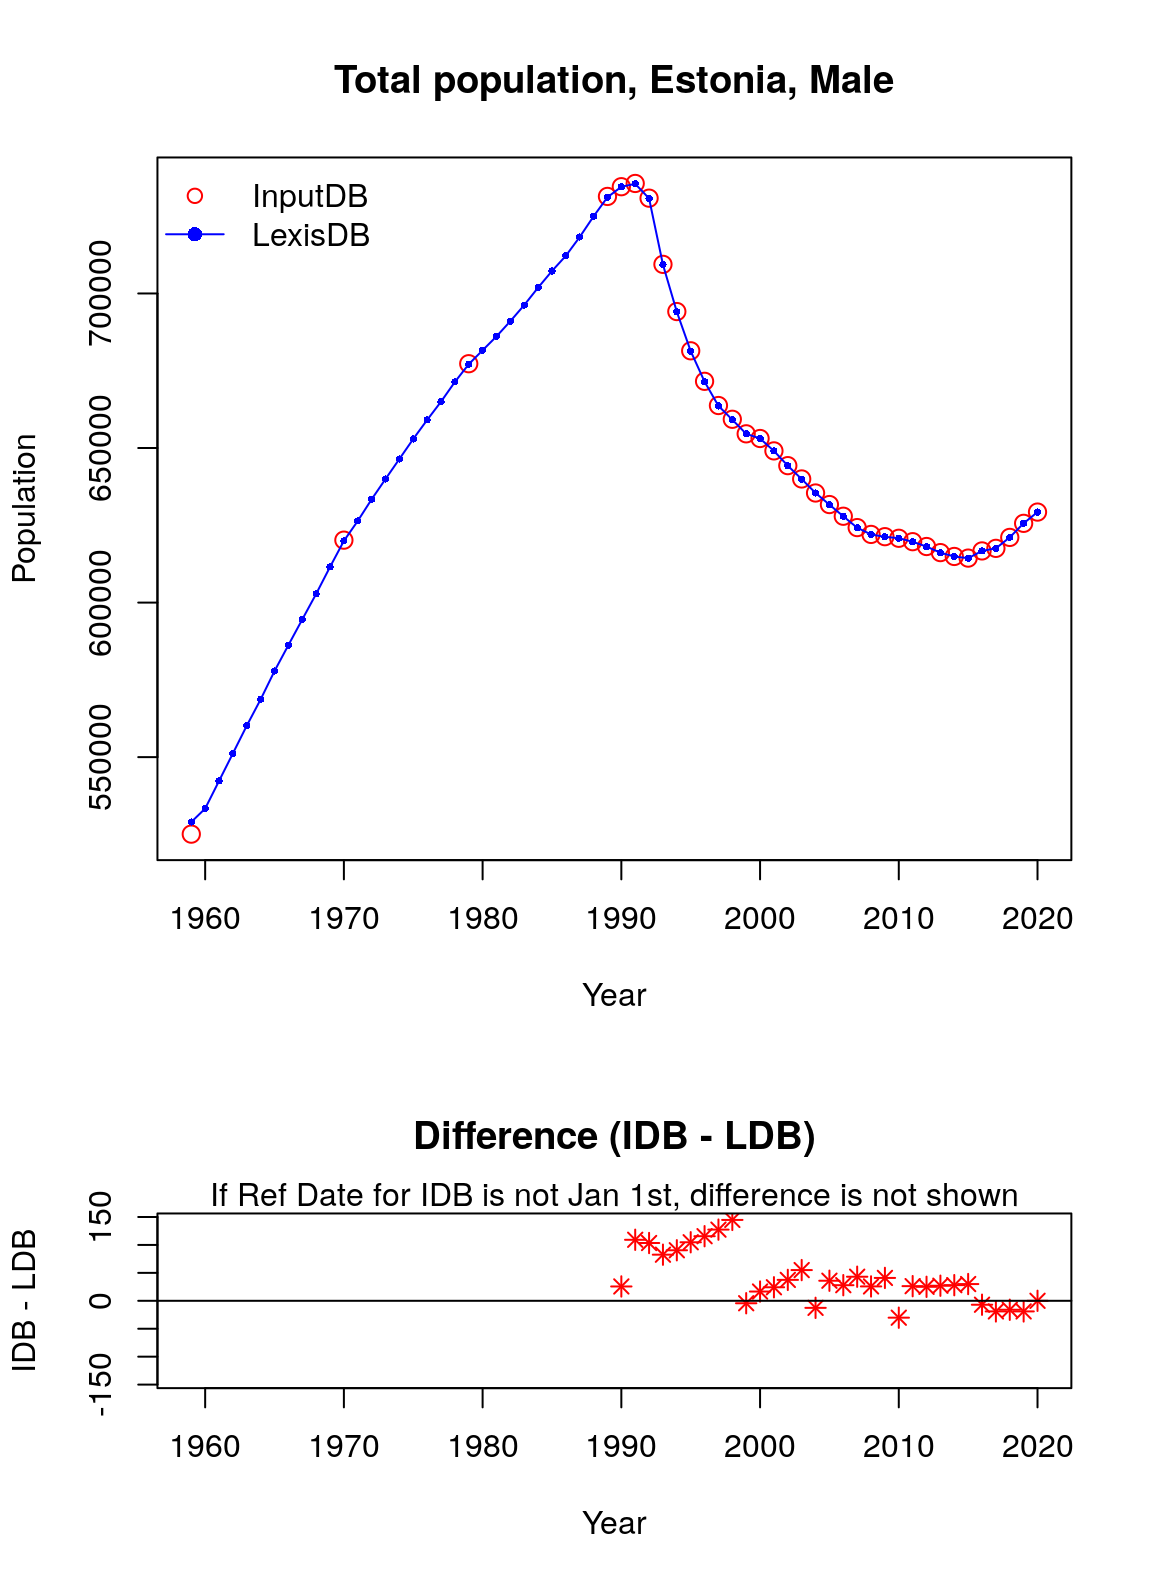 Total population, Estonia, Male
InputDB
LexisDB
Population
700000
650000
600000
550000
1960 1970 1980 1990 2000 2010 2020
Year
Difference (IDB - LDB)
If Ref Date for IDB is not Jan 1st, difference is not shown
IDB - LDB
150
0
-150
1960 1970 1980 1990 2000 2010 2020
Year